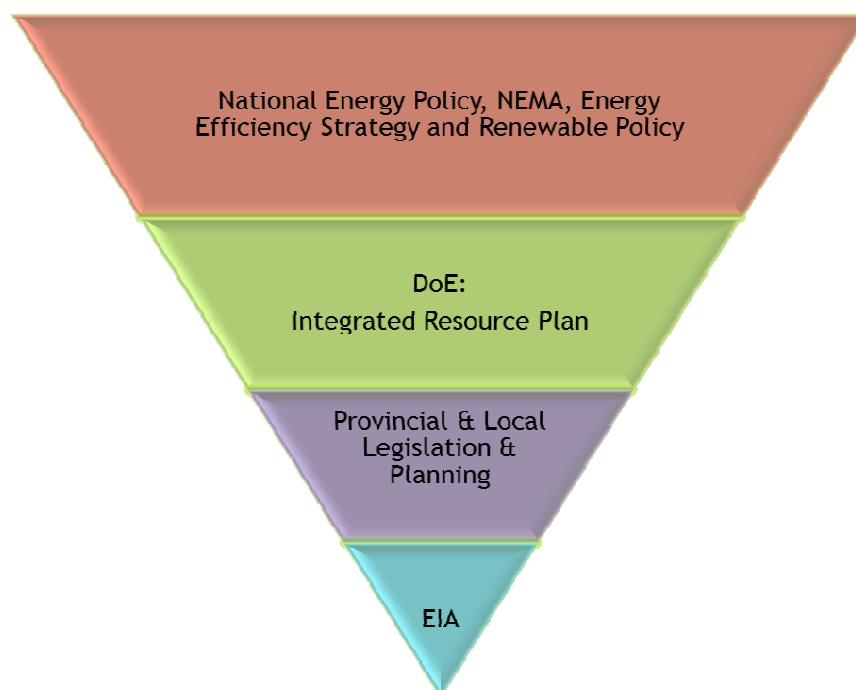 National Energy Policy, NEMA, Energy
Efficiency Strategy and Renewable Policy
DoE:
Integrated Resource Plan
Provincial & Local
Legislation &
Planning
EIA